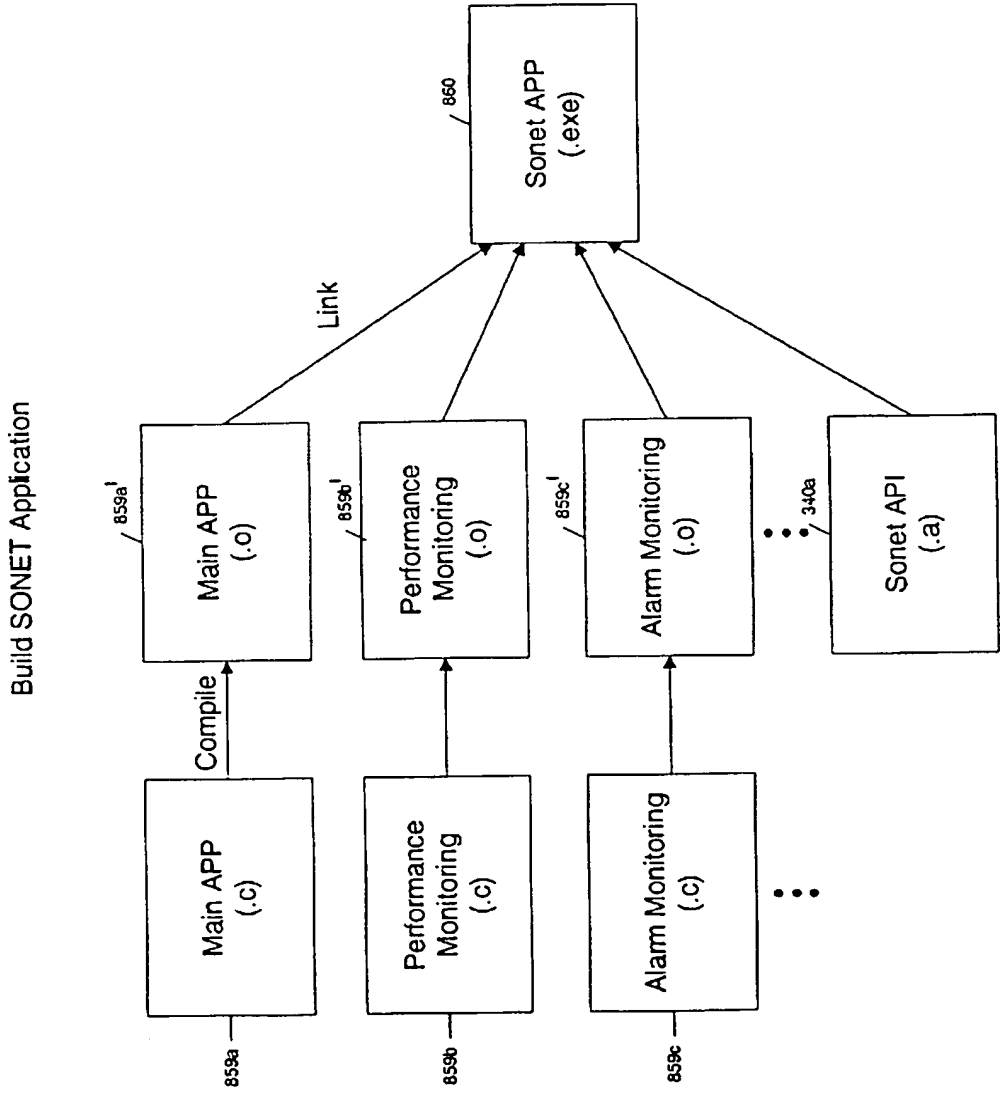 Build SONET Application
859a
Main APP
(.c)
Compile
859a'
Main APP
(.o)
Link
859b
Performance
Monitoring
(.c)
859b'
Performance
Monitoring
(.o)
859c
Alarm Monitoring
(.c)
859c'
Alarm Monitoring
(.o)
340a
Sonet API
(.a)
860
Sonet APP
(.exe)